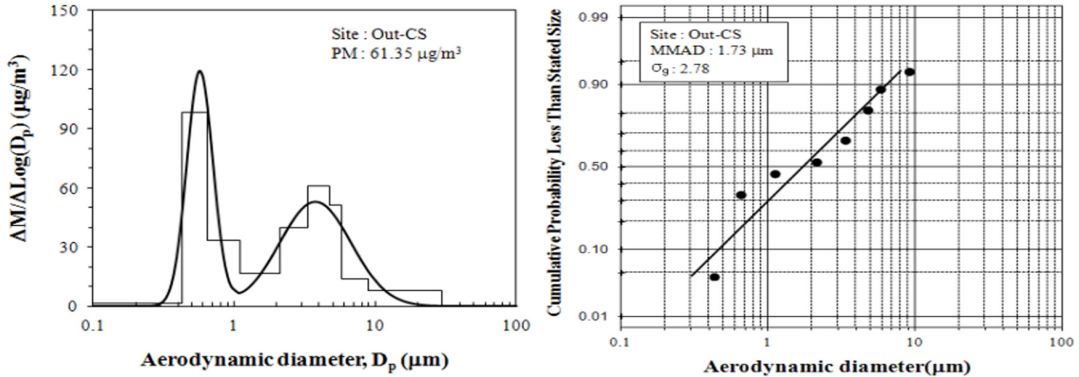 ΔM/ΔLog(Dp) (µg/m³)
150
120
90
60
30
0
Site : Out-CS
PM : 61.35 µg/m³
0.1
1
10
100
Aerodynamic diameter, Dp (µm)
Cumulative Probability Less Than Stated Size
0.99
0.90
0.50
0.10
0.01
Site : Out-CS
MMAD : 1.73 µm
σg : 2.78
0.1
1
10
100
Aerodynamic diameter(µm)